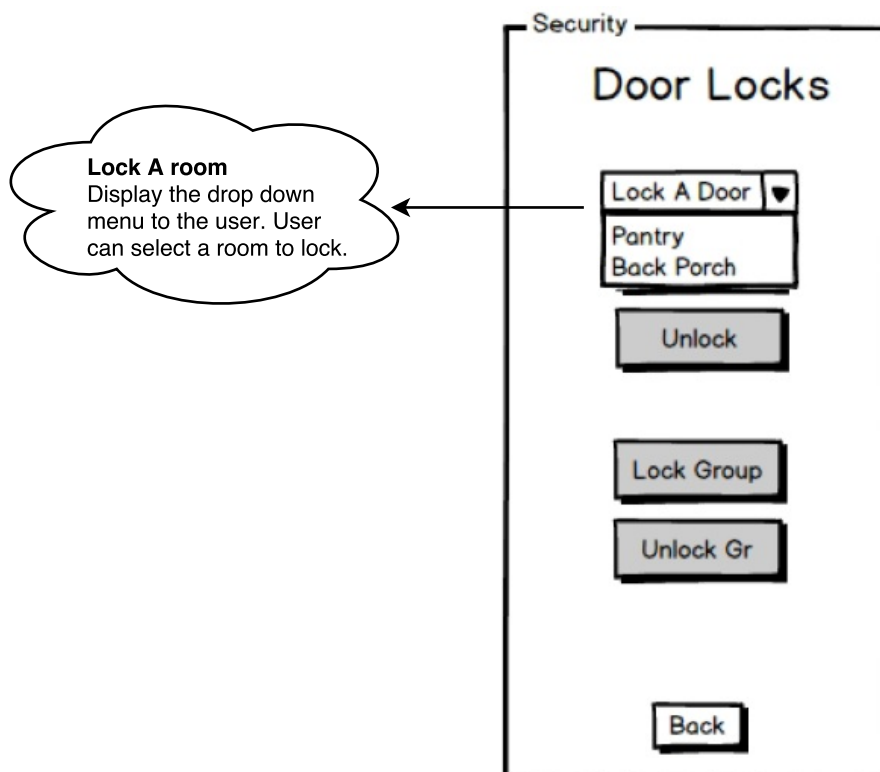 Security
Door Locks
Lock A room
Display the drop down
menu to the user. User
can select a room to lock.
Lock A Door
Pantry
Back Porch
Unlock
Lock Group
Unlock Gr
Back